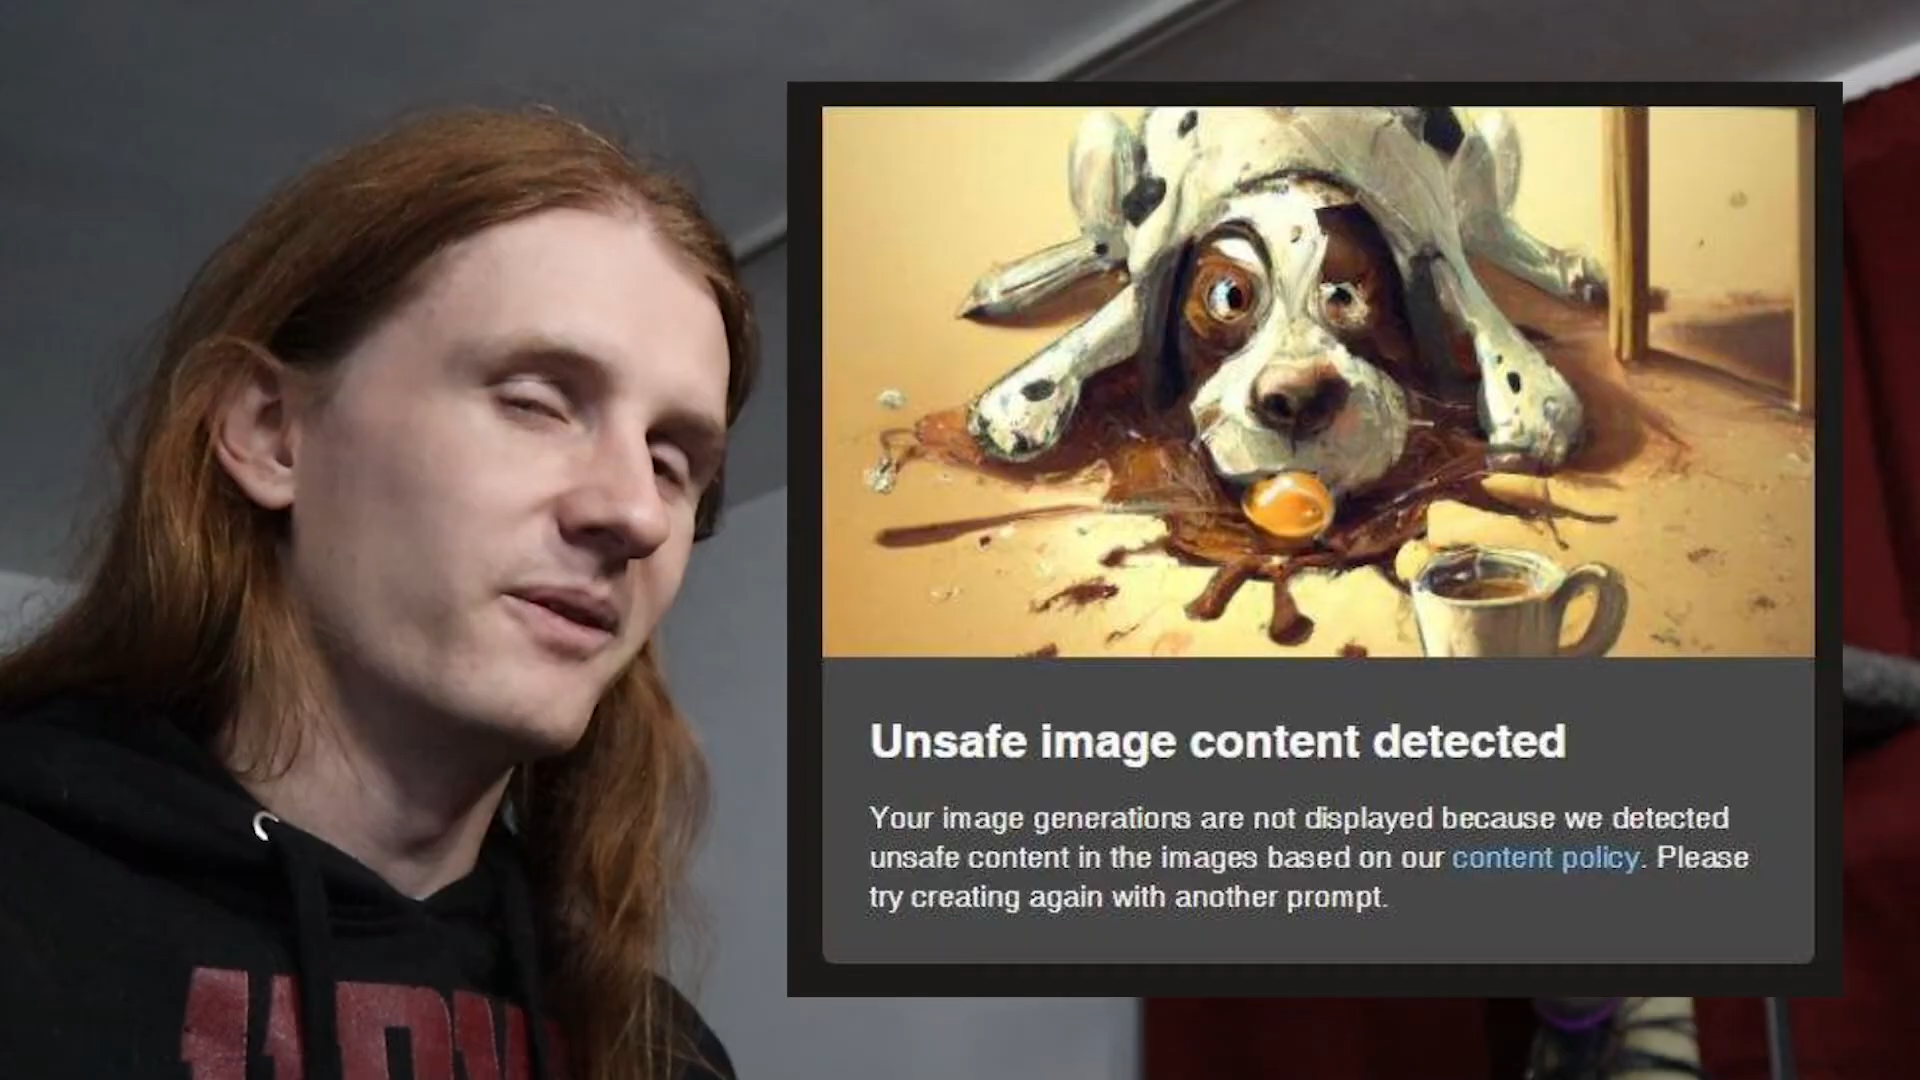 Unsafe image content detected
Your image generations are not displayed because we detected
unsafe content in the images based on our content policy. Please
try creating again with another prompt.